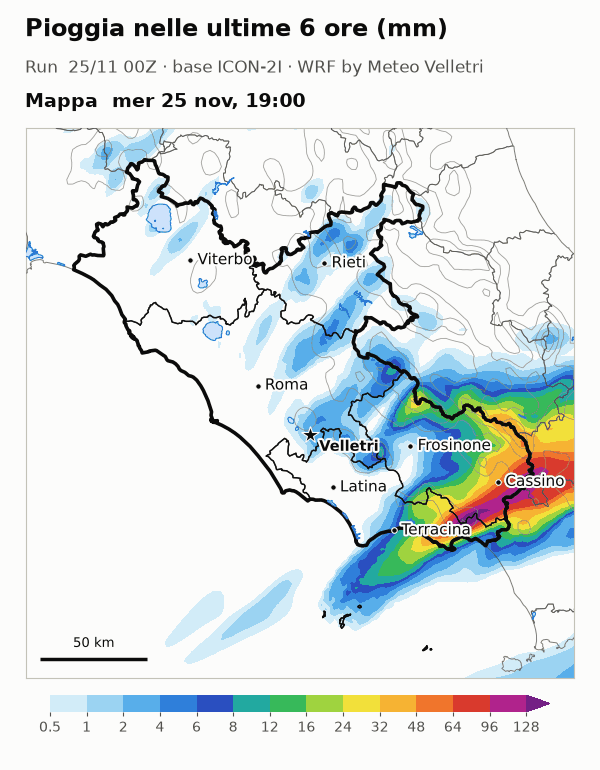 Pioggia nelle ultime 6 ore (mm)
Run  25/11 00Z · base ICON-2I · WRF by Meteo Velletri
Mappa  mer 25 nov, 19:00
Viterbo
Rieti
Roma
Velletri
Frosinone
Latina
Cassino
Terracina
50 km
0.5 1 2 4 6 8 12 16 24 32 48 64 96 128